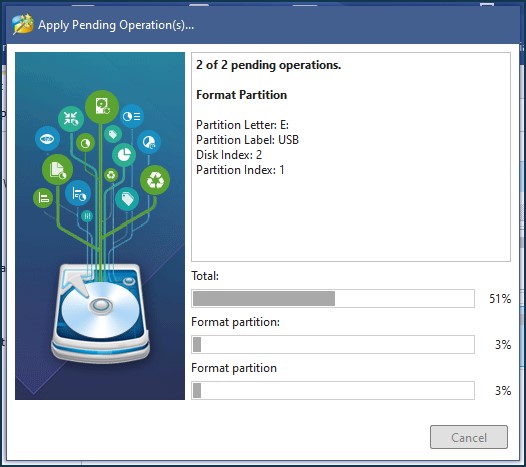 Apply Pending Operation(s)...
2 of 2 pending operations.
Format Partition
Partition Letter: E:
Partition Label: USB
Disk Index: 2
Partition Index: 1
Total:
51%
Format partition:
3%
Format partition
3%
Cancel